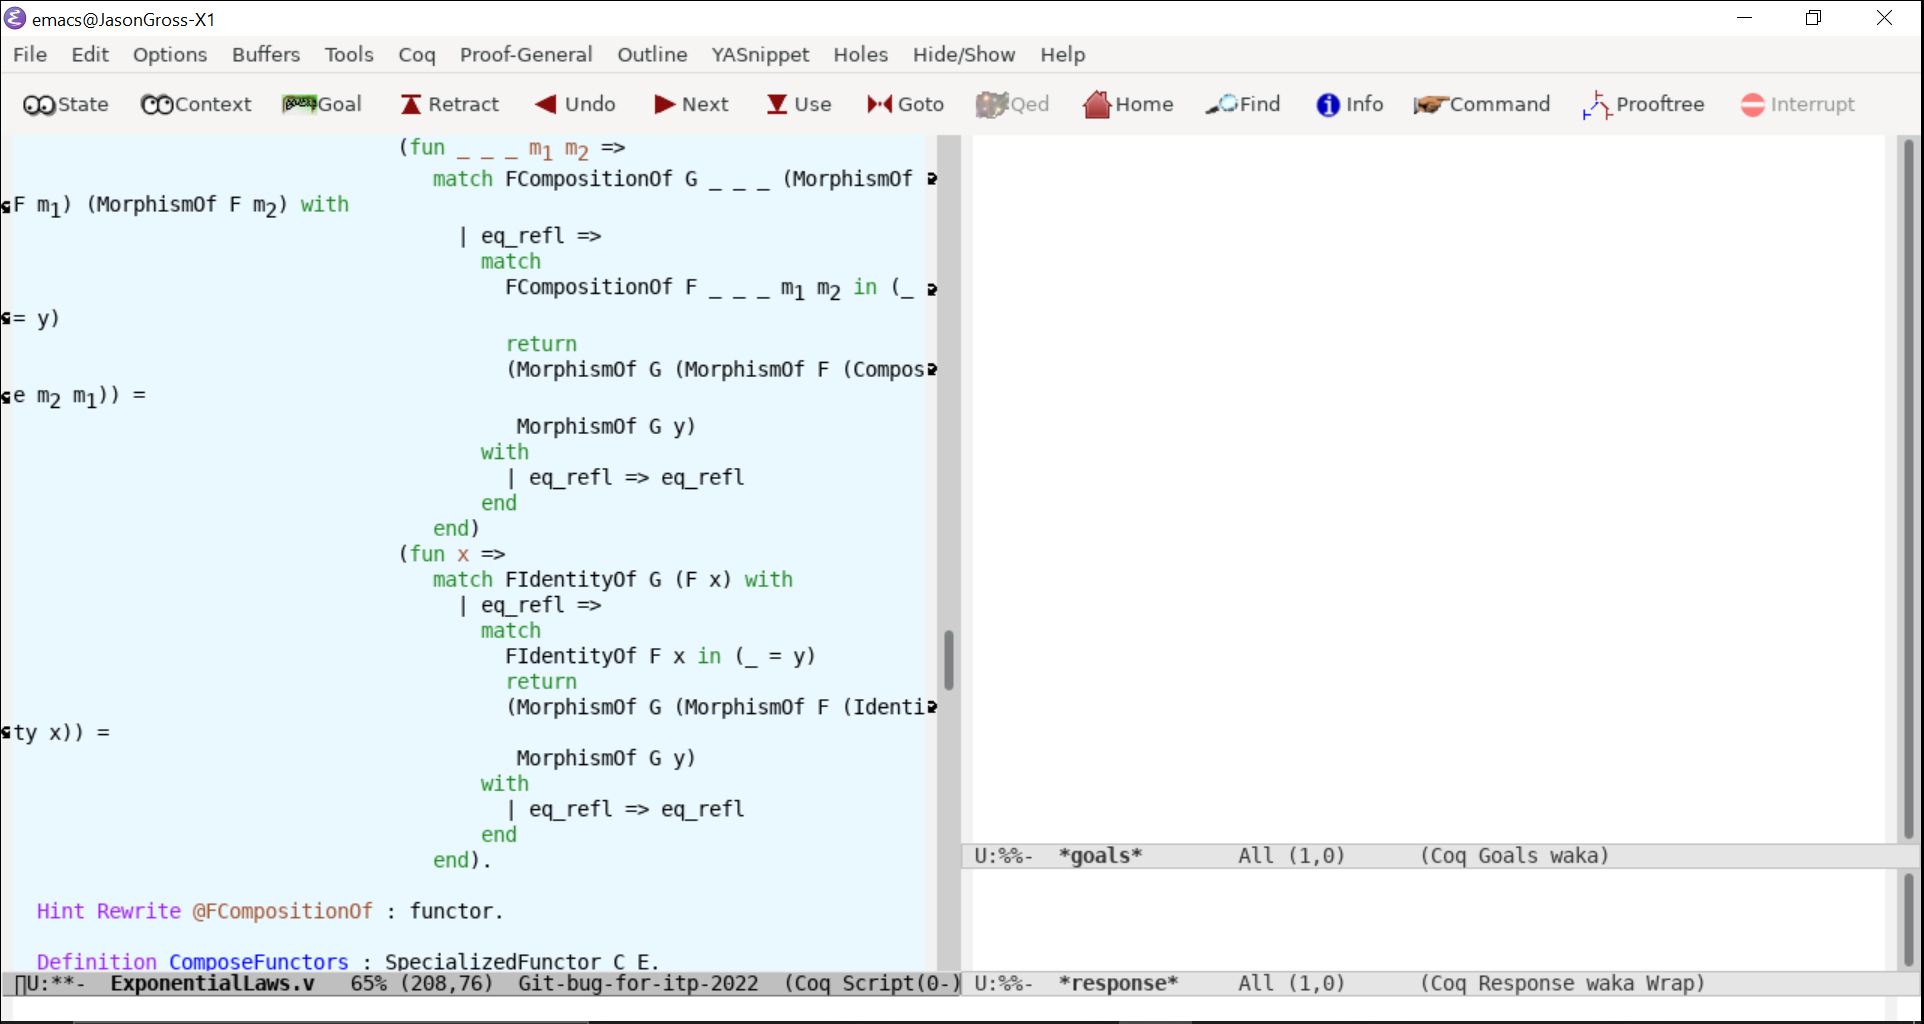 emacs@JasonGross-X1
File Edit Options Buffers Tools Coq Proof-General Outline YASnippet Holes Hide/Show Help
State Context Goal Retract Undo Next Use Goto Qed Home Find Info Command Prooftree Interrupt
(fun _ _ _ m1 m2 =>
match FCompositionOf G _ _ _ (MorphismOf
F m1) (MorphismOf F m2) with
| eq_refl =>
match
FCompositionOf F _ _ _ m1 m2 in (_
= y)
return
(MorphismOf G (MorphismOf F (Compos
e m2 m1)) =
MorphismOf G y)
with
| eq_refl => eq_refl
end
end)
(fun x =>
match FIdentityOf G (F x) with
| eq_refl =>
match
FIdentityOf F x in (_ = y)
return
(MorphismOf G (MorphismOf F (Identi
ty x)) =
MorphismOf G y)
with
| eq_refl => eq_refl
end
end).
Hint Rewrite @FCompositionOf : functor.
Definition ComposeFunctors : SpecializedFunctor C E.
U:**- ExponentialLaws.v 65% (208,76) Git-bug-for-itp-2022 (Coq Script(0-)
U:%%- *goals* All (1,0) (Coq Goals waka)
U:%%- *response* All (1,0) (Coq Response waka Wrap)